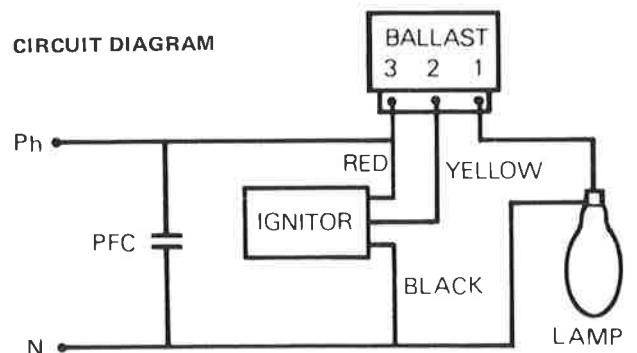 CIRCUIT DIAGRAM
BALLAST
3 2 1
Ph
RED
YELLOW
IGNITOR
PFC
BLACK
N
LAMP